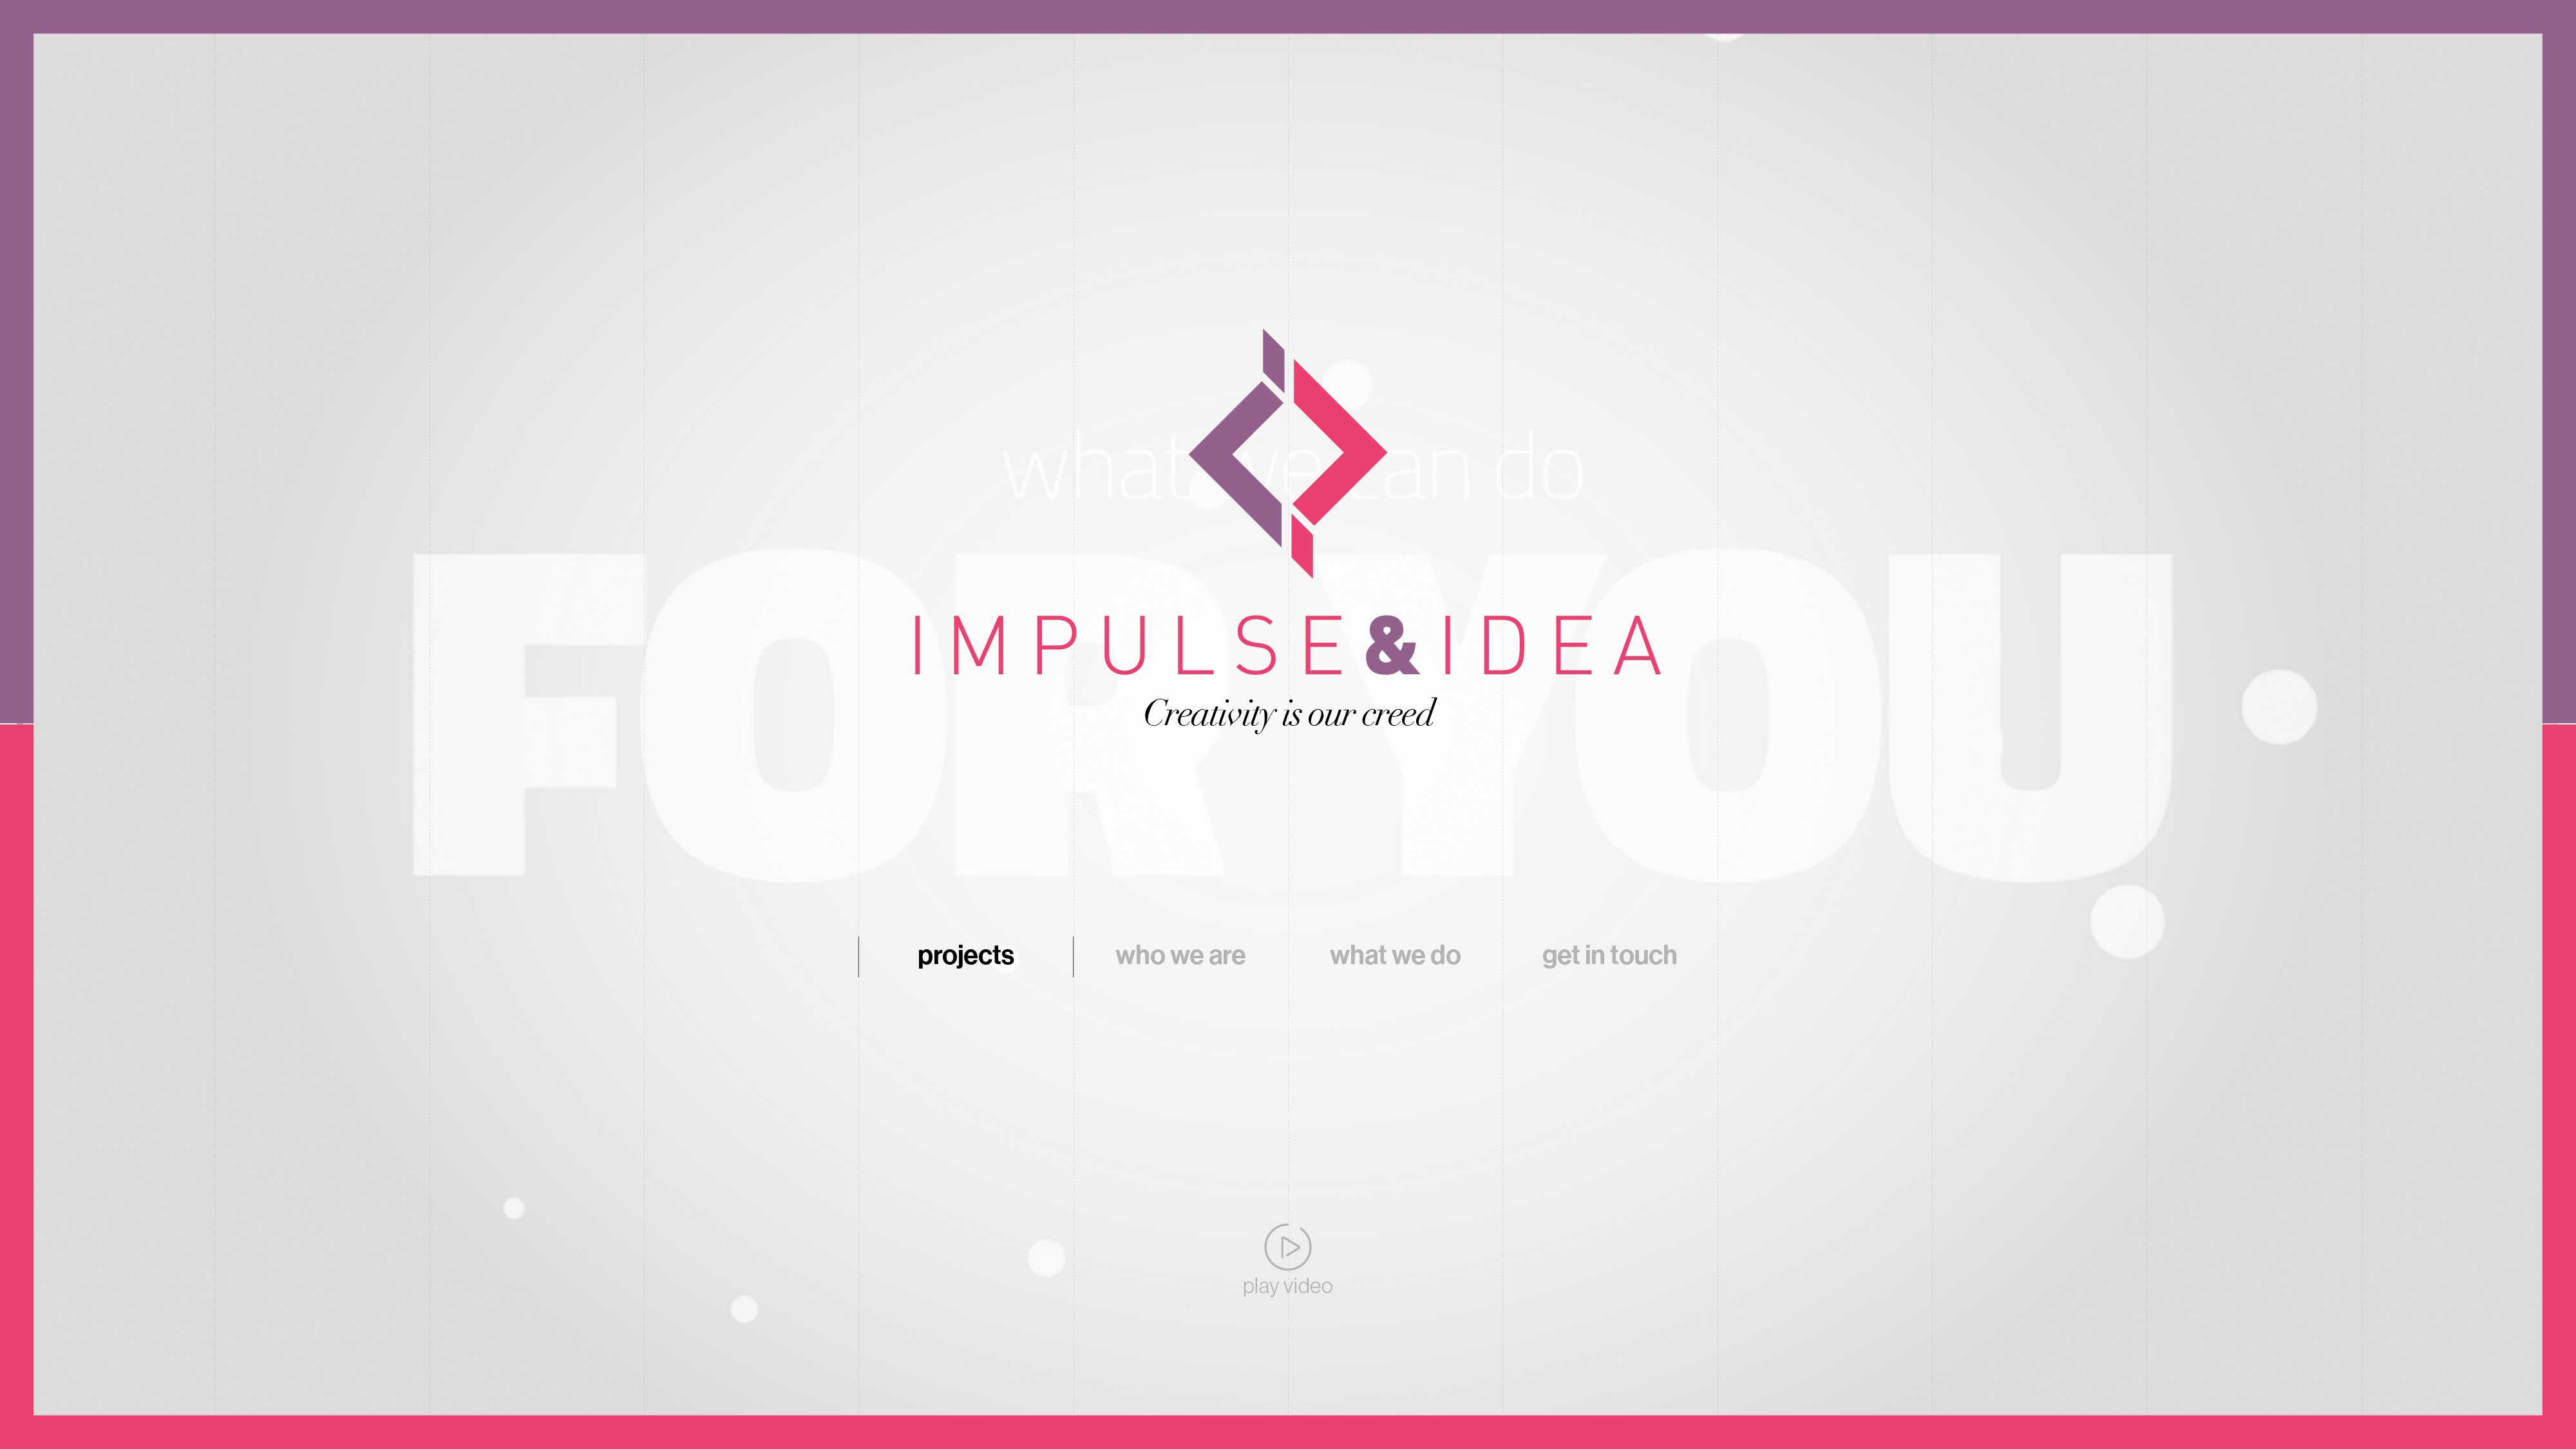 what we can do
FOR YOU
IMPULSE&IDEA
Creativity is our creed
projects
who we are
what we do
get in touch
play video